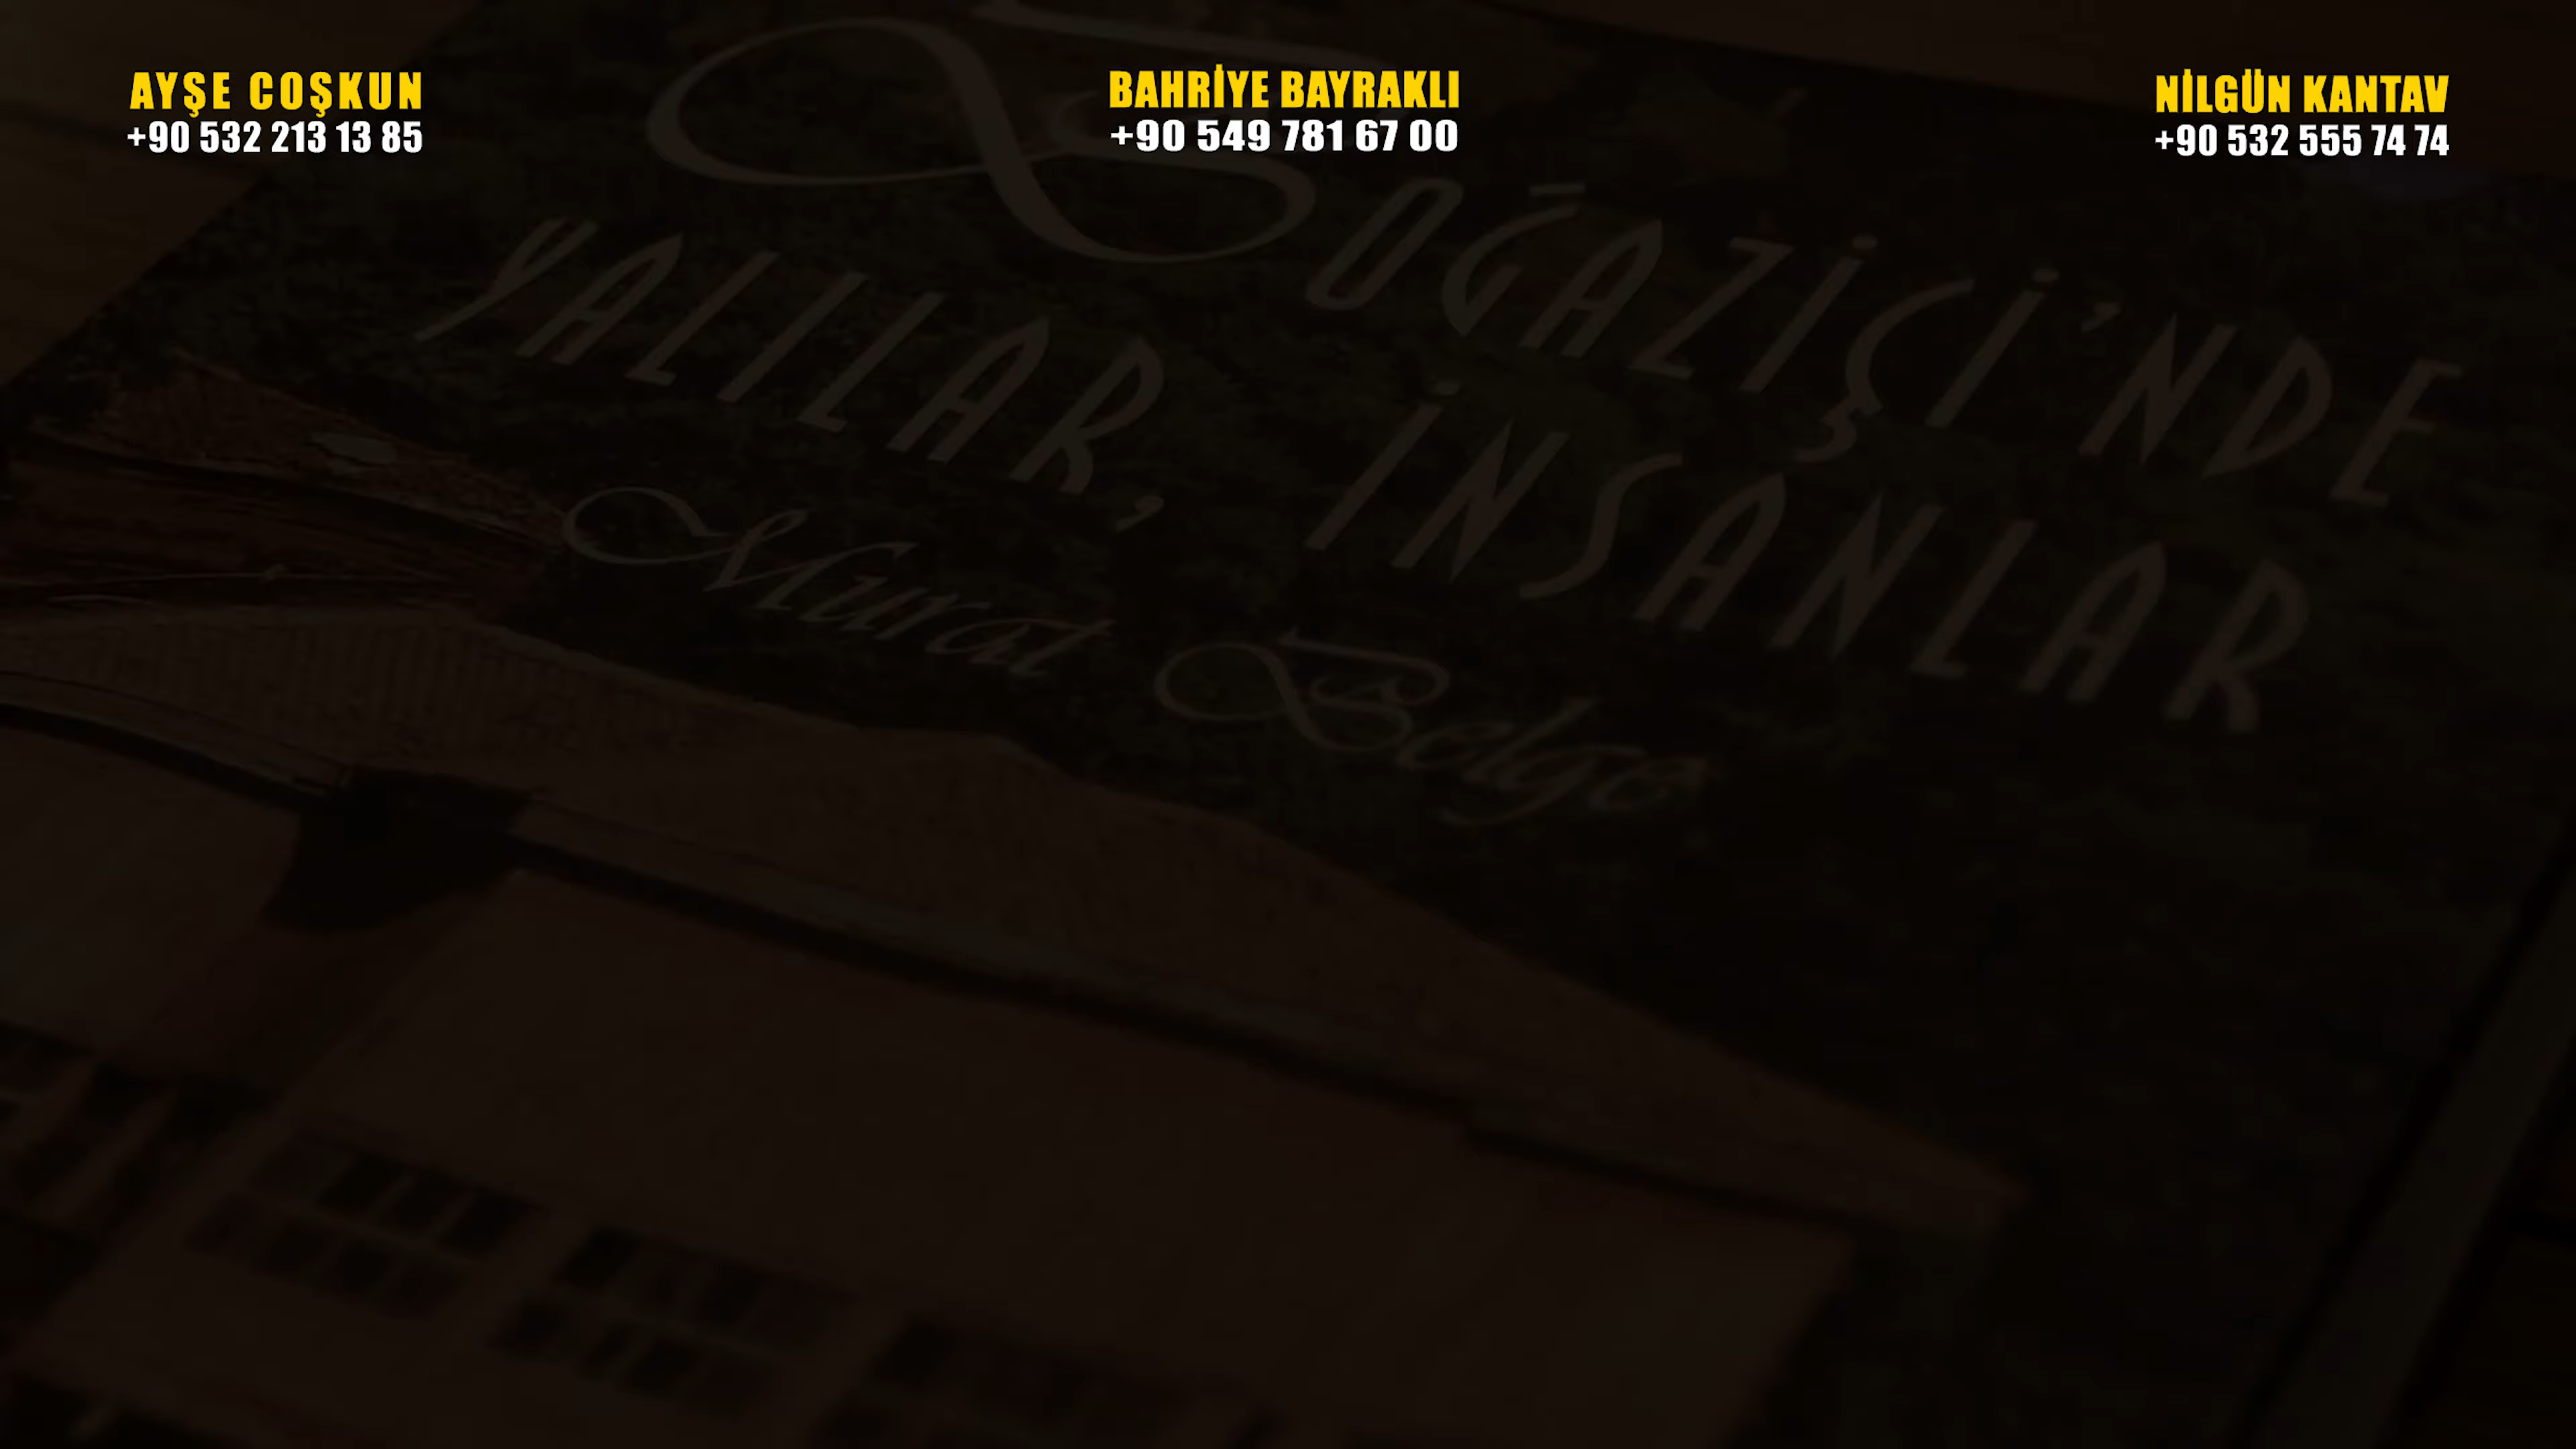 AYŞE COŞKUN
+90 532 213 13 85
BAHRİYE BAYRAKLI
+90 549 781 67 00
NİLGÜN KANTAV
+90 532 555 74 74
BOĞAZİÇİ'NDE
YALILAR, İNSANLAR
Murat Belge